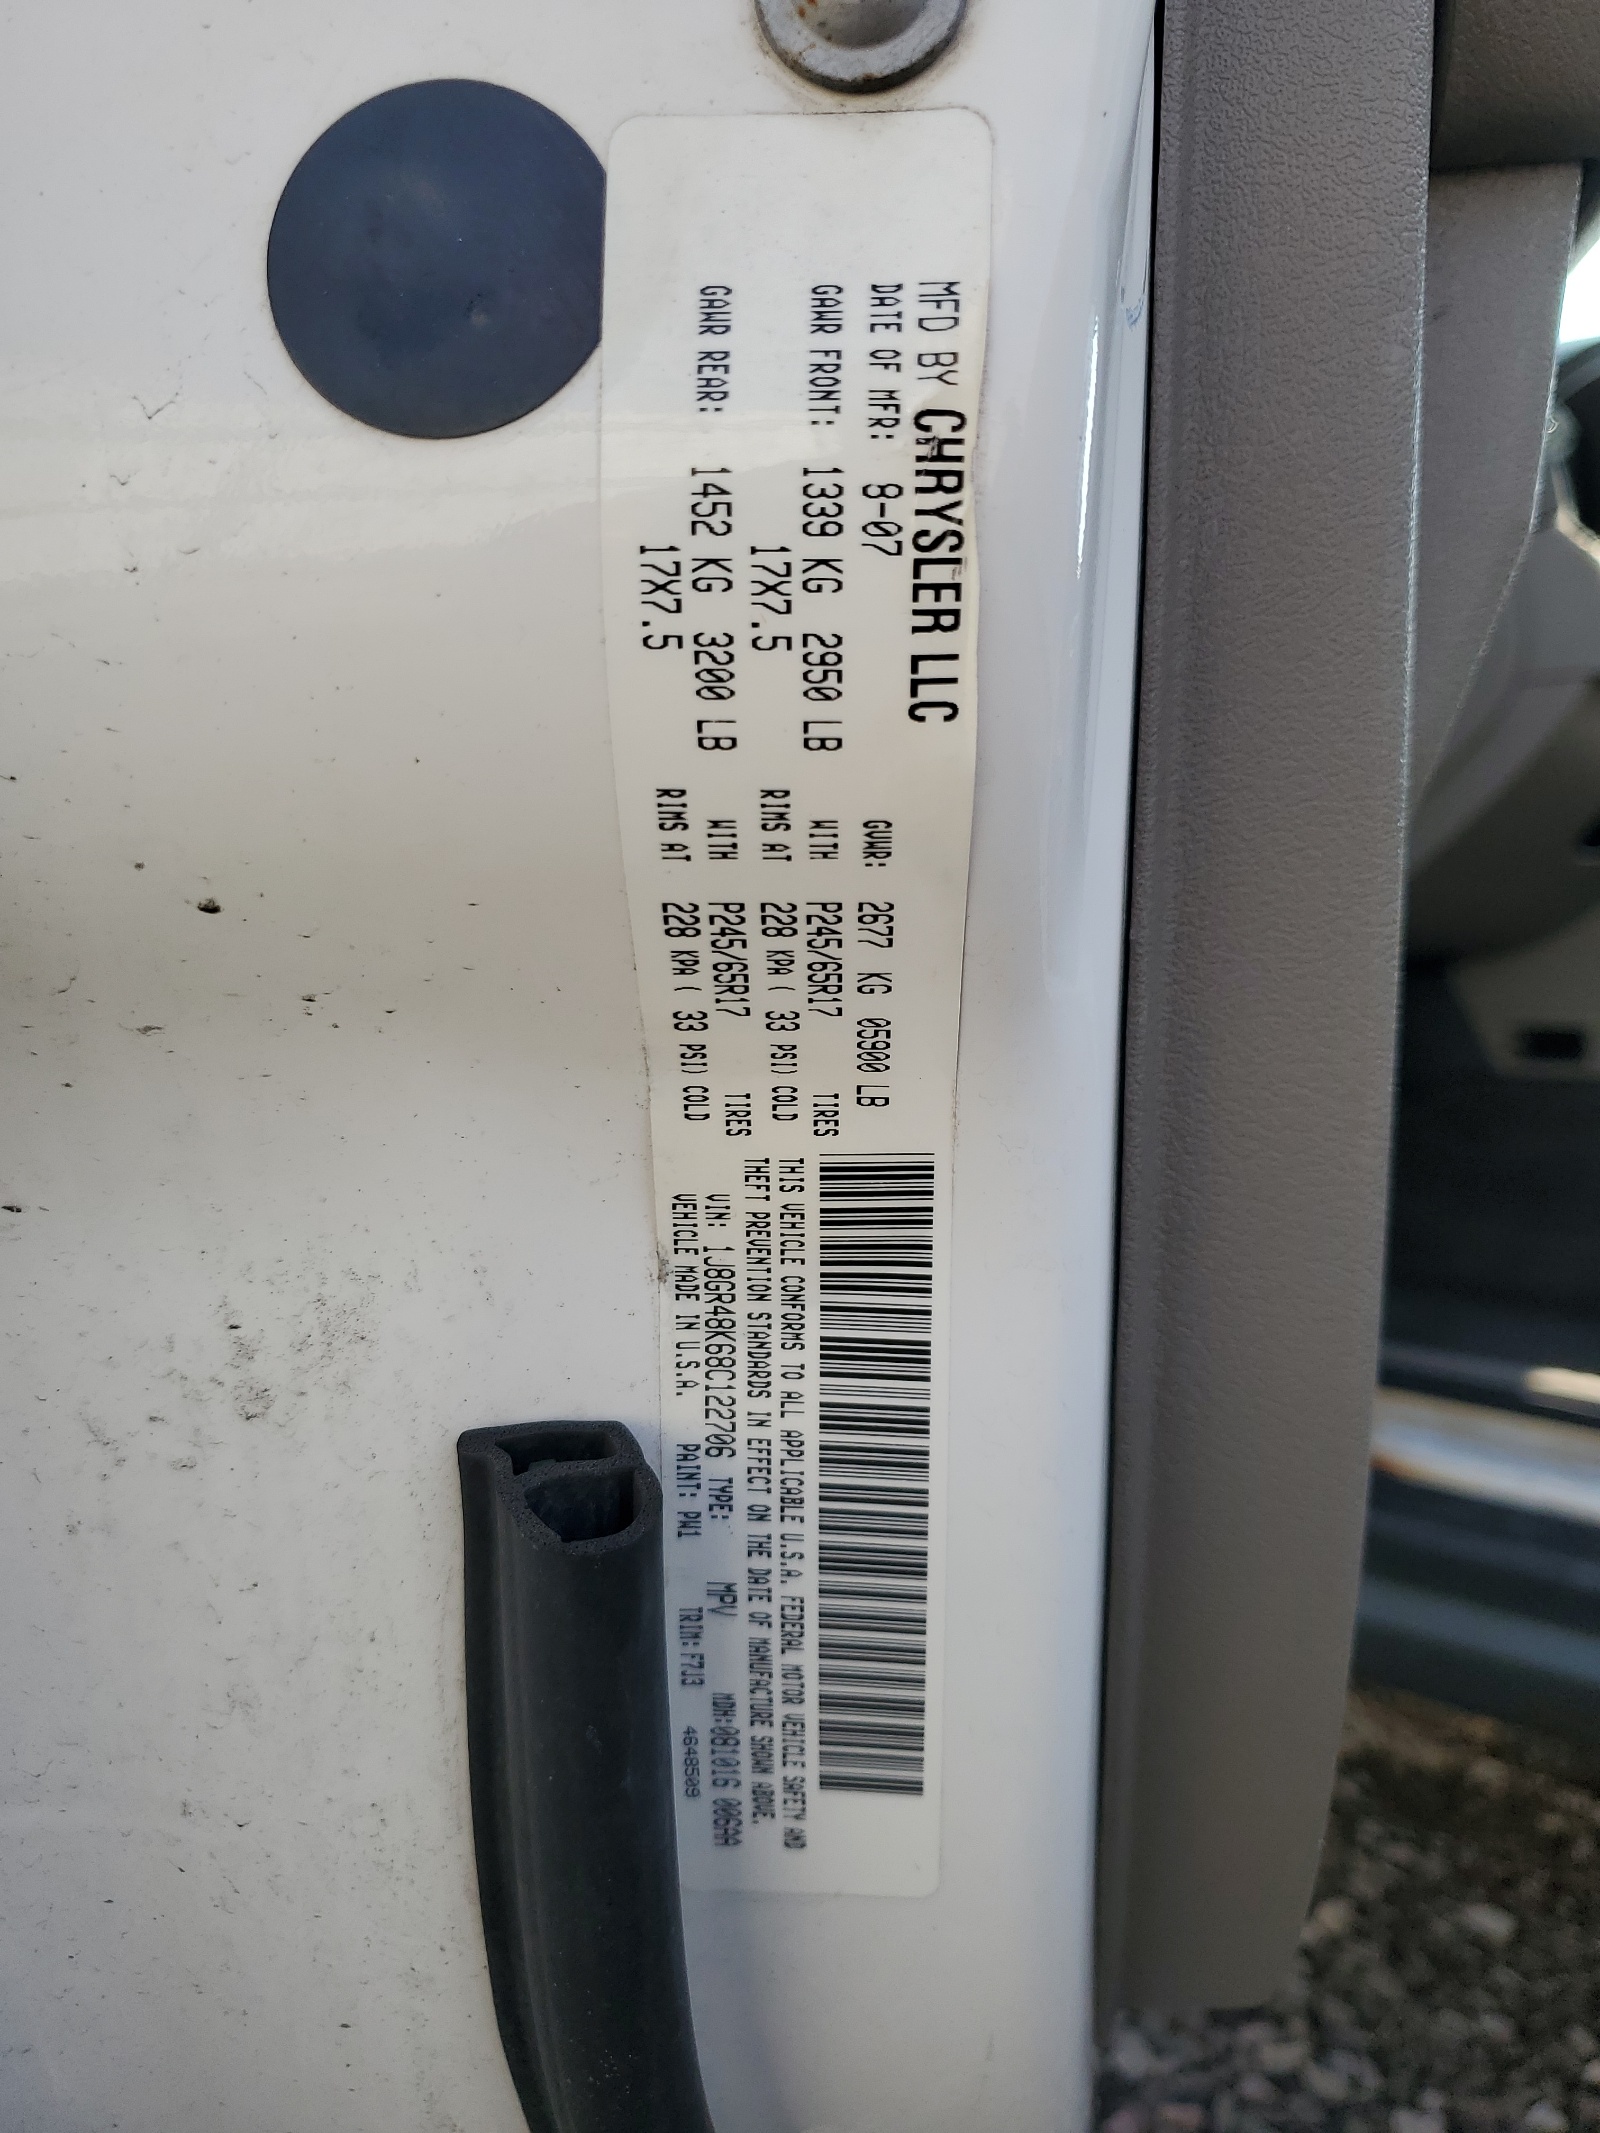 MFD BY CHRYSLER LLC
DATE OF MFR: 8-07 GVWR: 2677 KG 05900 LB
GAWR FRONT: 1339 KG 2950 LB WITH P245/65R17 TIRES
17X7.5 RIMS AT 228 KPA ( 33 PSI) COLD
GAWR REAR: 1452 KG 3200 LB WITH P245/65R17 TIRES
17X7.5 RIMS AT 228 KPA ( 33 PSI) COLD
THIS VEHICLE CONFORMS TO ALL APPLICABLE U.S.A. FEDERAL MOTOR VEHICLE SAFETY AND
THEFT PREVENTION STANDARDS IN EFFECT ON THE DATE OF MANUFACTURE SHOWN ABOVE.
VIN: 1J8GR48K68C122706 TYPE: MPV MDH:081016 006AA
VEHICLE MADE IN U.S.A. PAINT: PW1 TRIM: F7J3 4648509